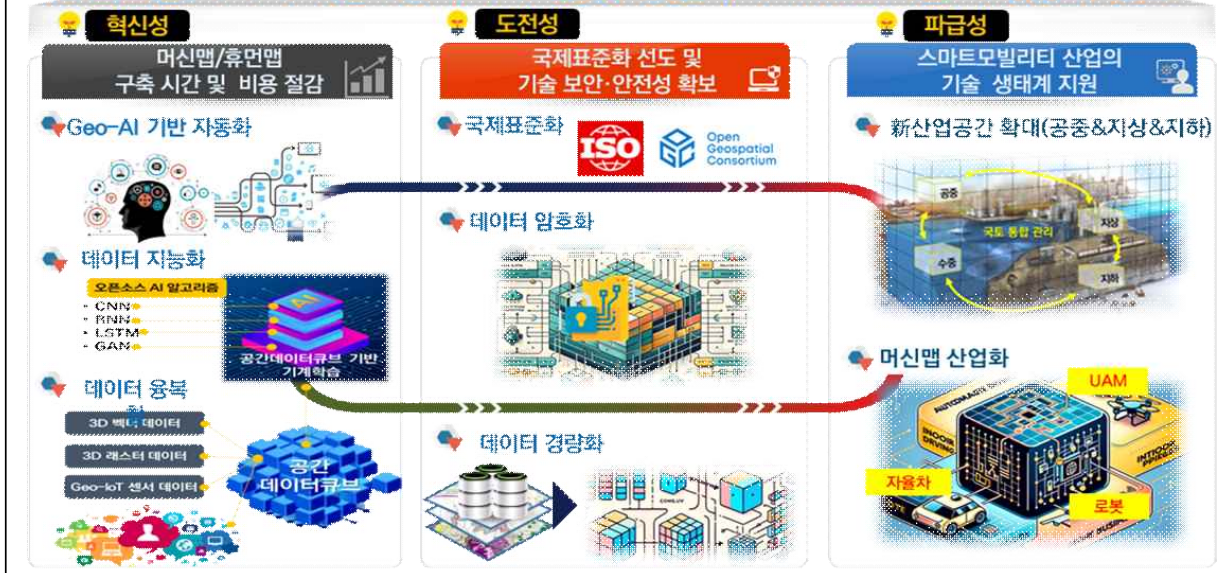 혁신성
머신맵/휴먼맵
구축 시간 및 비용 절감
Geo-AI 기반 자동화
데이터 지능화
오픈소스 AI 알고리즘
- CNN
- RNN
- LSTM
- GAN
AI
공간데이터큐브 기반
기계학습
데이터 융복
3D 벡터 데이터
3D 래스터 데이터
Geo-IoT 센서 데이터
공간
데이터큐브
도전성
국제표준화 선도 및
기술 보안·안전성 확보
국제표준화
ISO
Open
Geospatial
Consortium
데이터 암호화
데이터 경량화
파급성
스마트모빌리티 산업의
기술 생태계 지원
新산업공간 확대(공중&지상&지하)
공중
지상
국토 통합 관리
수중
지하
머신맵 산업화
UAM
자율차
로봇